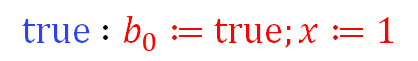 true : b₀ := true; x := 1